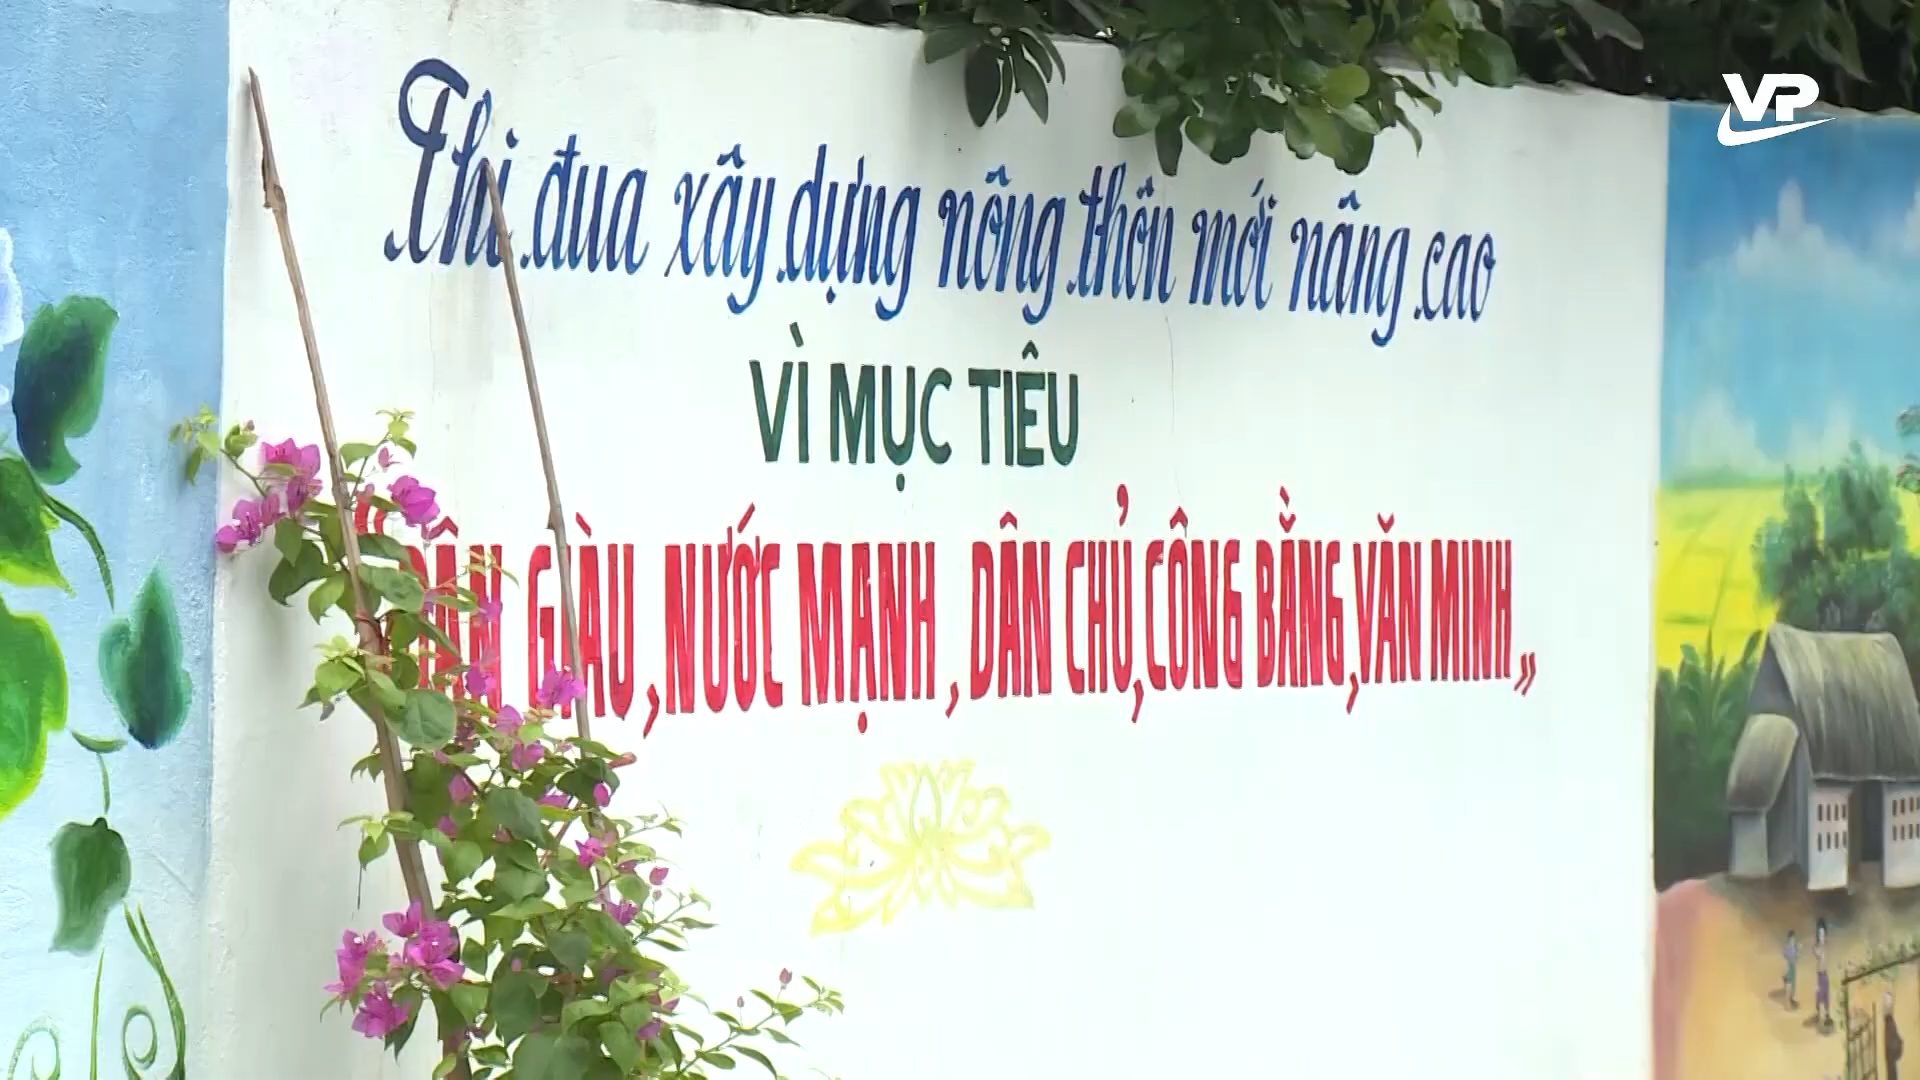 VP
Thi đua xây dựng nông thôn mới nâng cao
VÌ MỤC TIÊU
"DÂN GIÀU, NƯỚC MẠNH, DÂN CHỦ, CÔNG BẰNG, VĂN MINH"